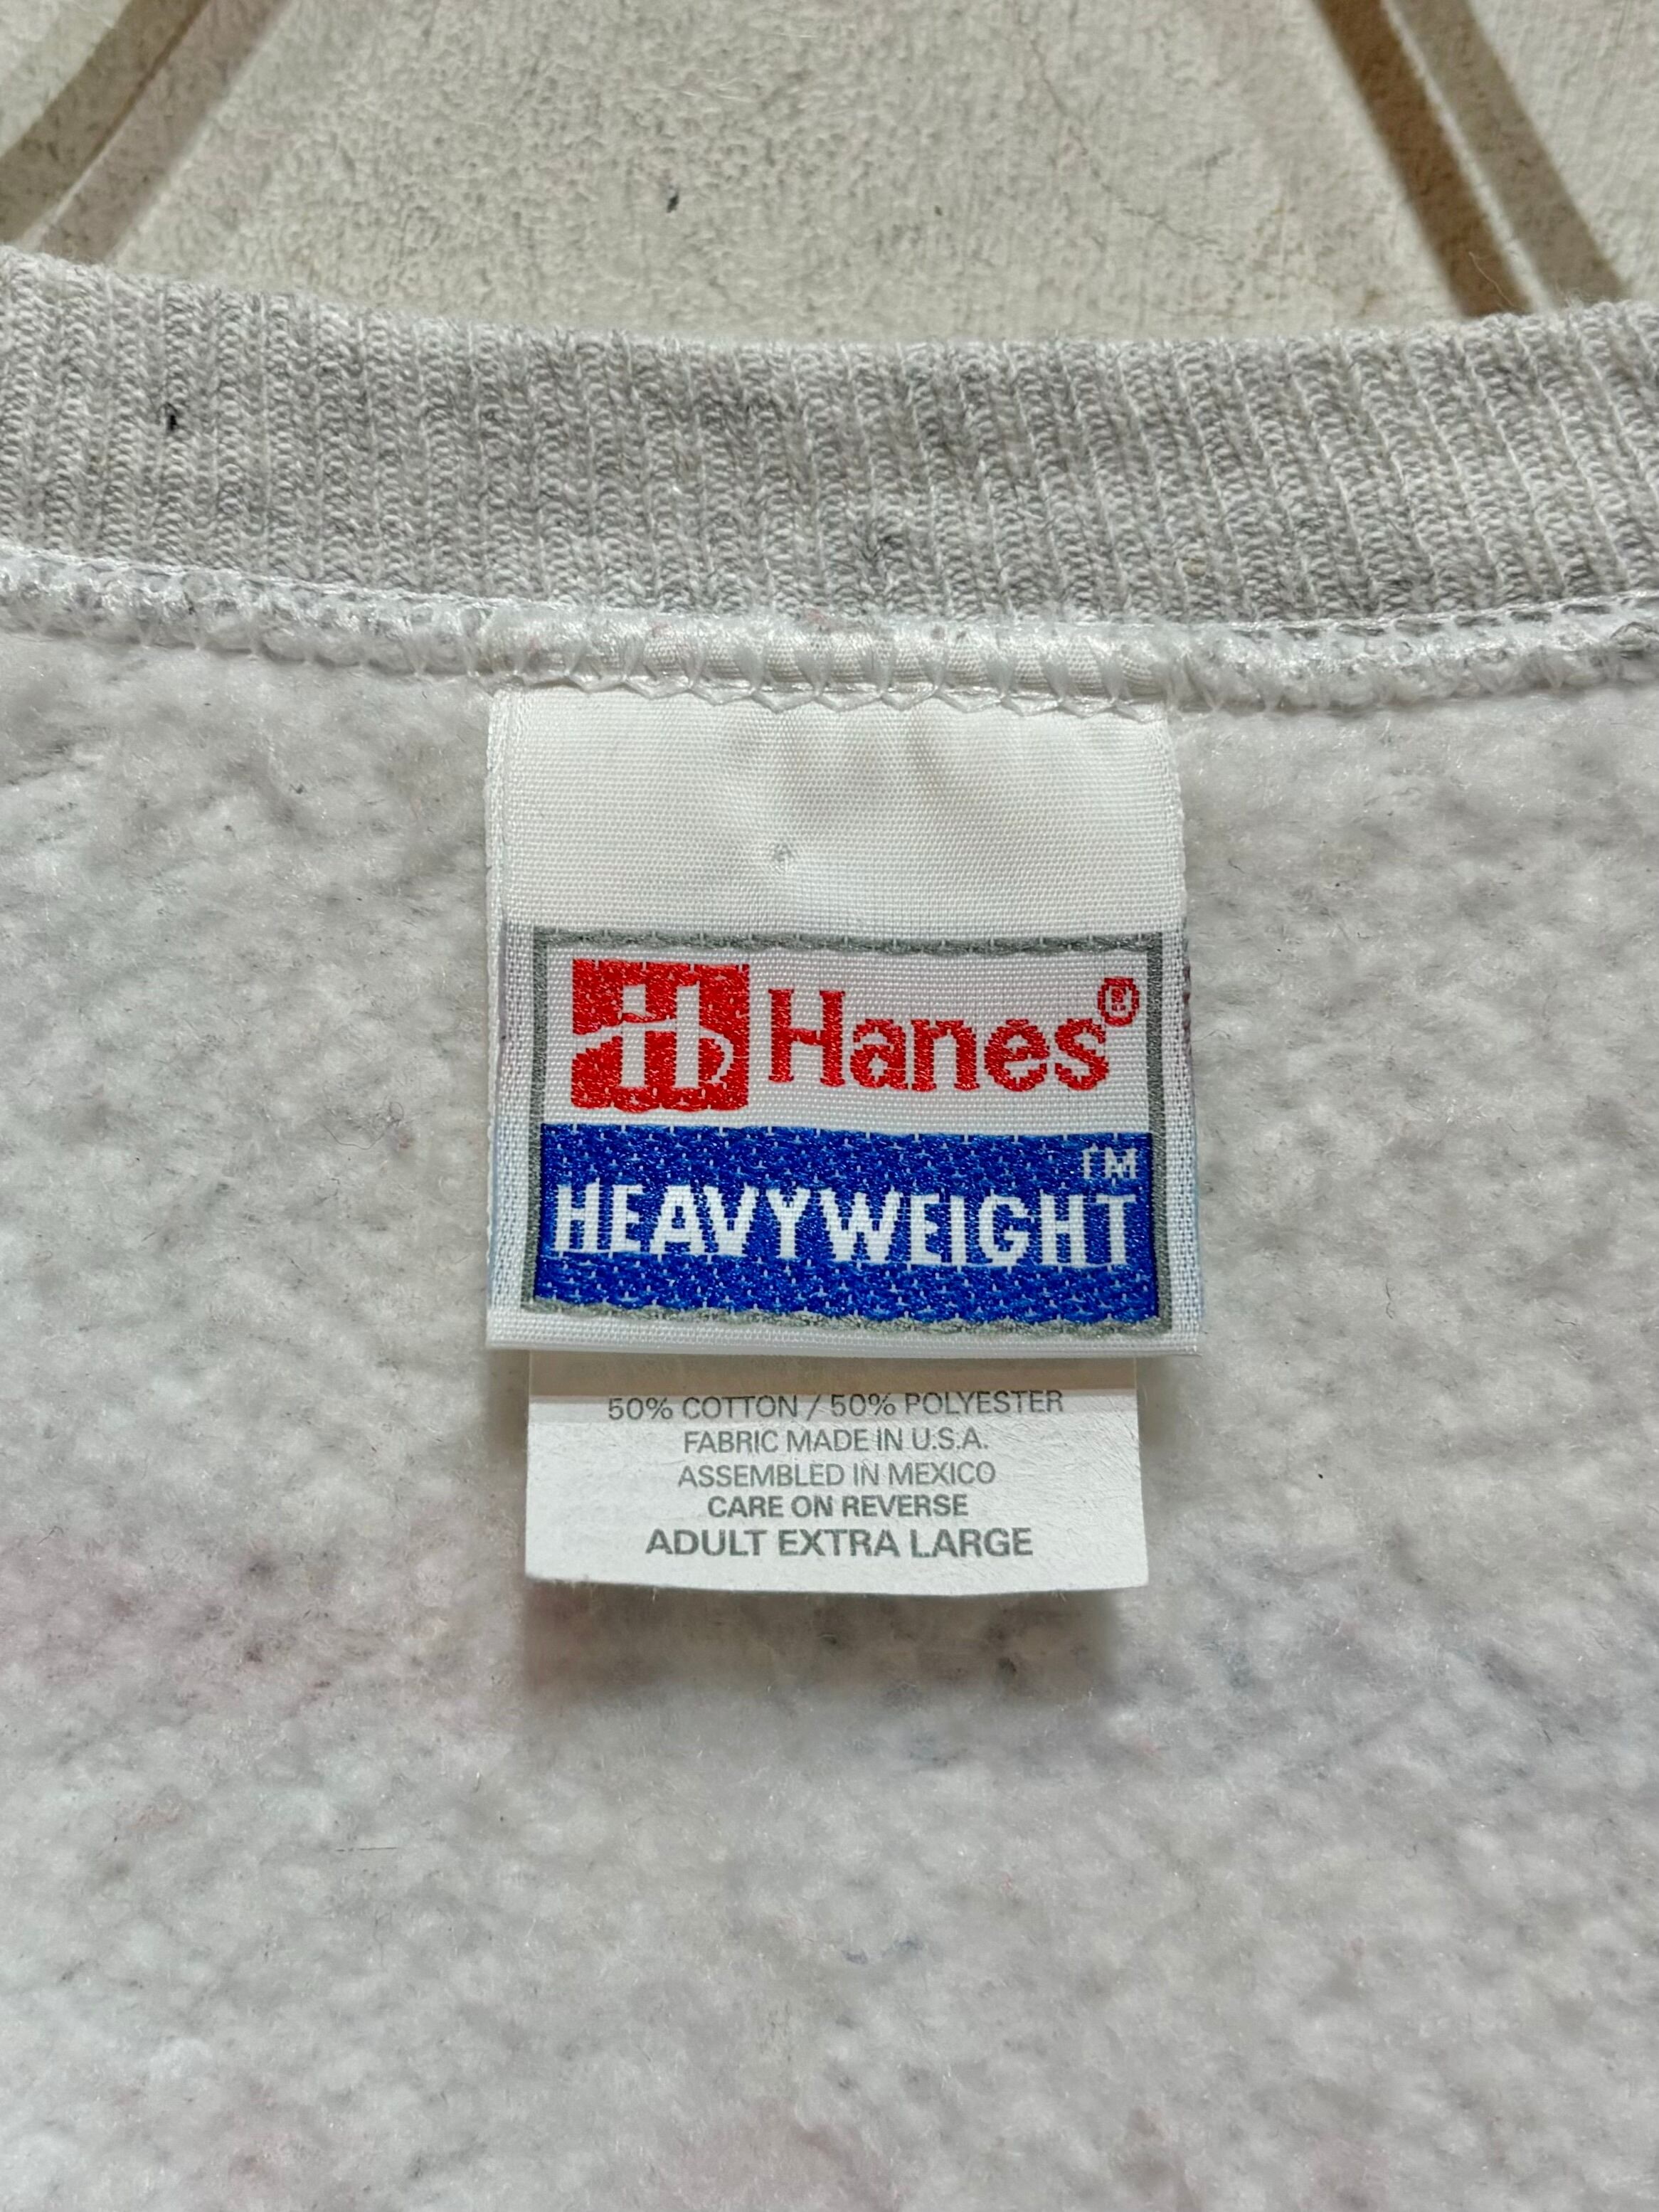 Hanes®
HEAVYWEIGHT™
50% COTTON / 50% POLYESTER
FABRIC MADE IN U.S.A.
ASSEMBLED IN MEXICO
CARE ON REVERSE
ADULT EXTRA LARGE